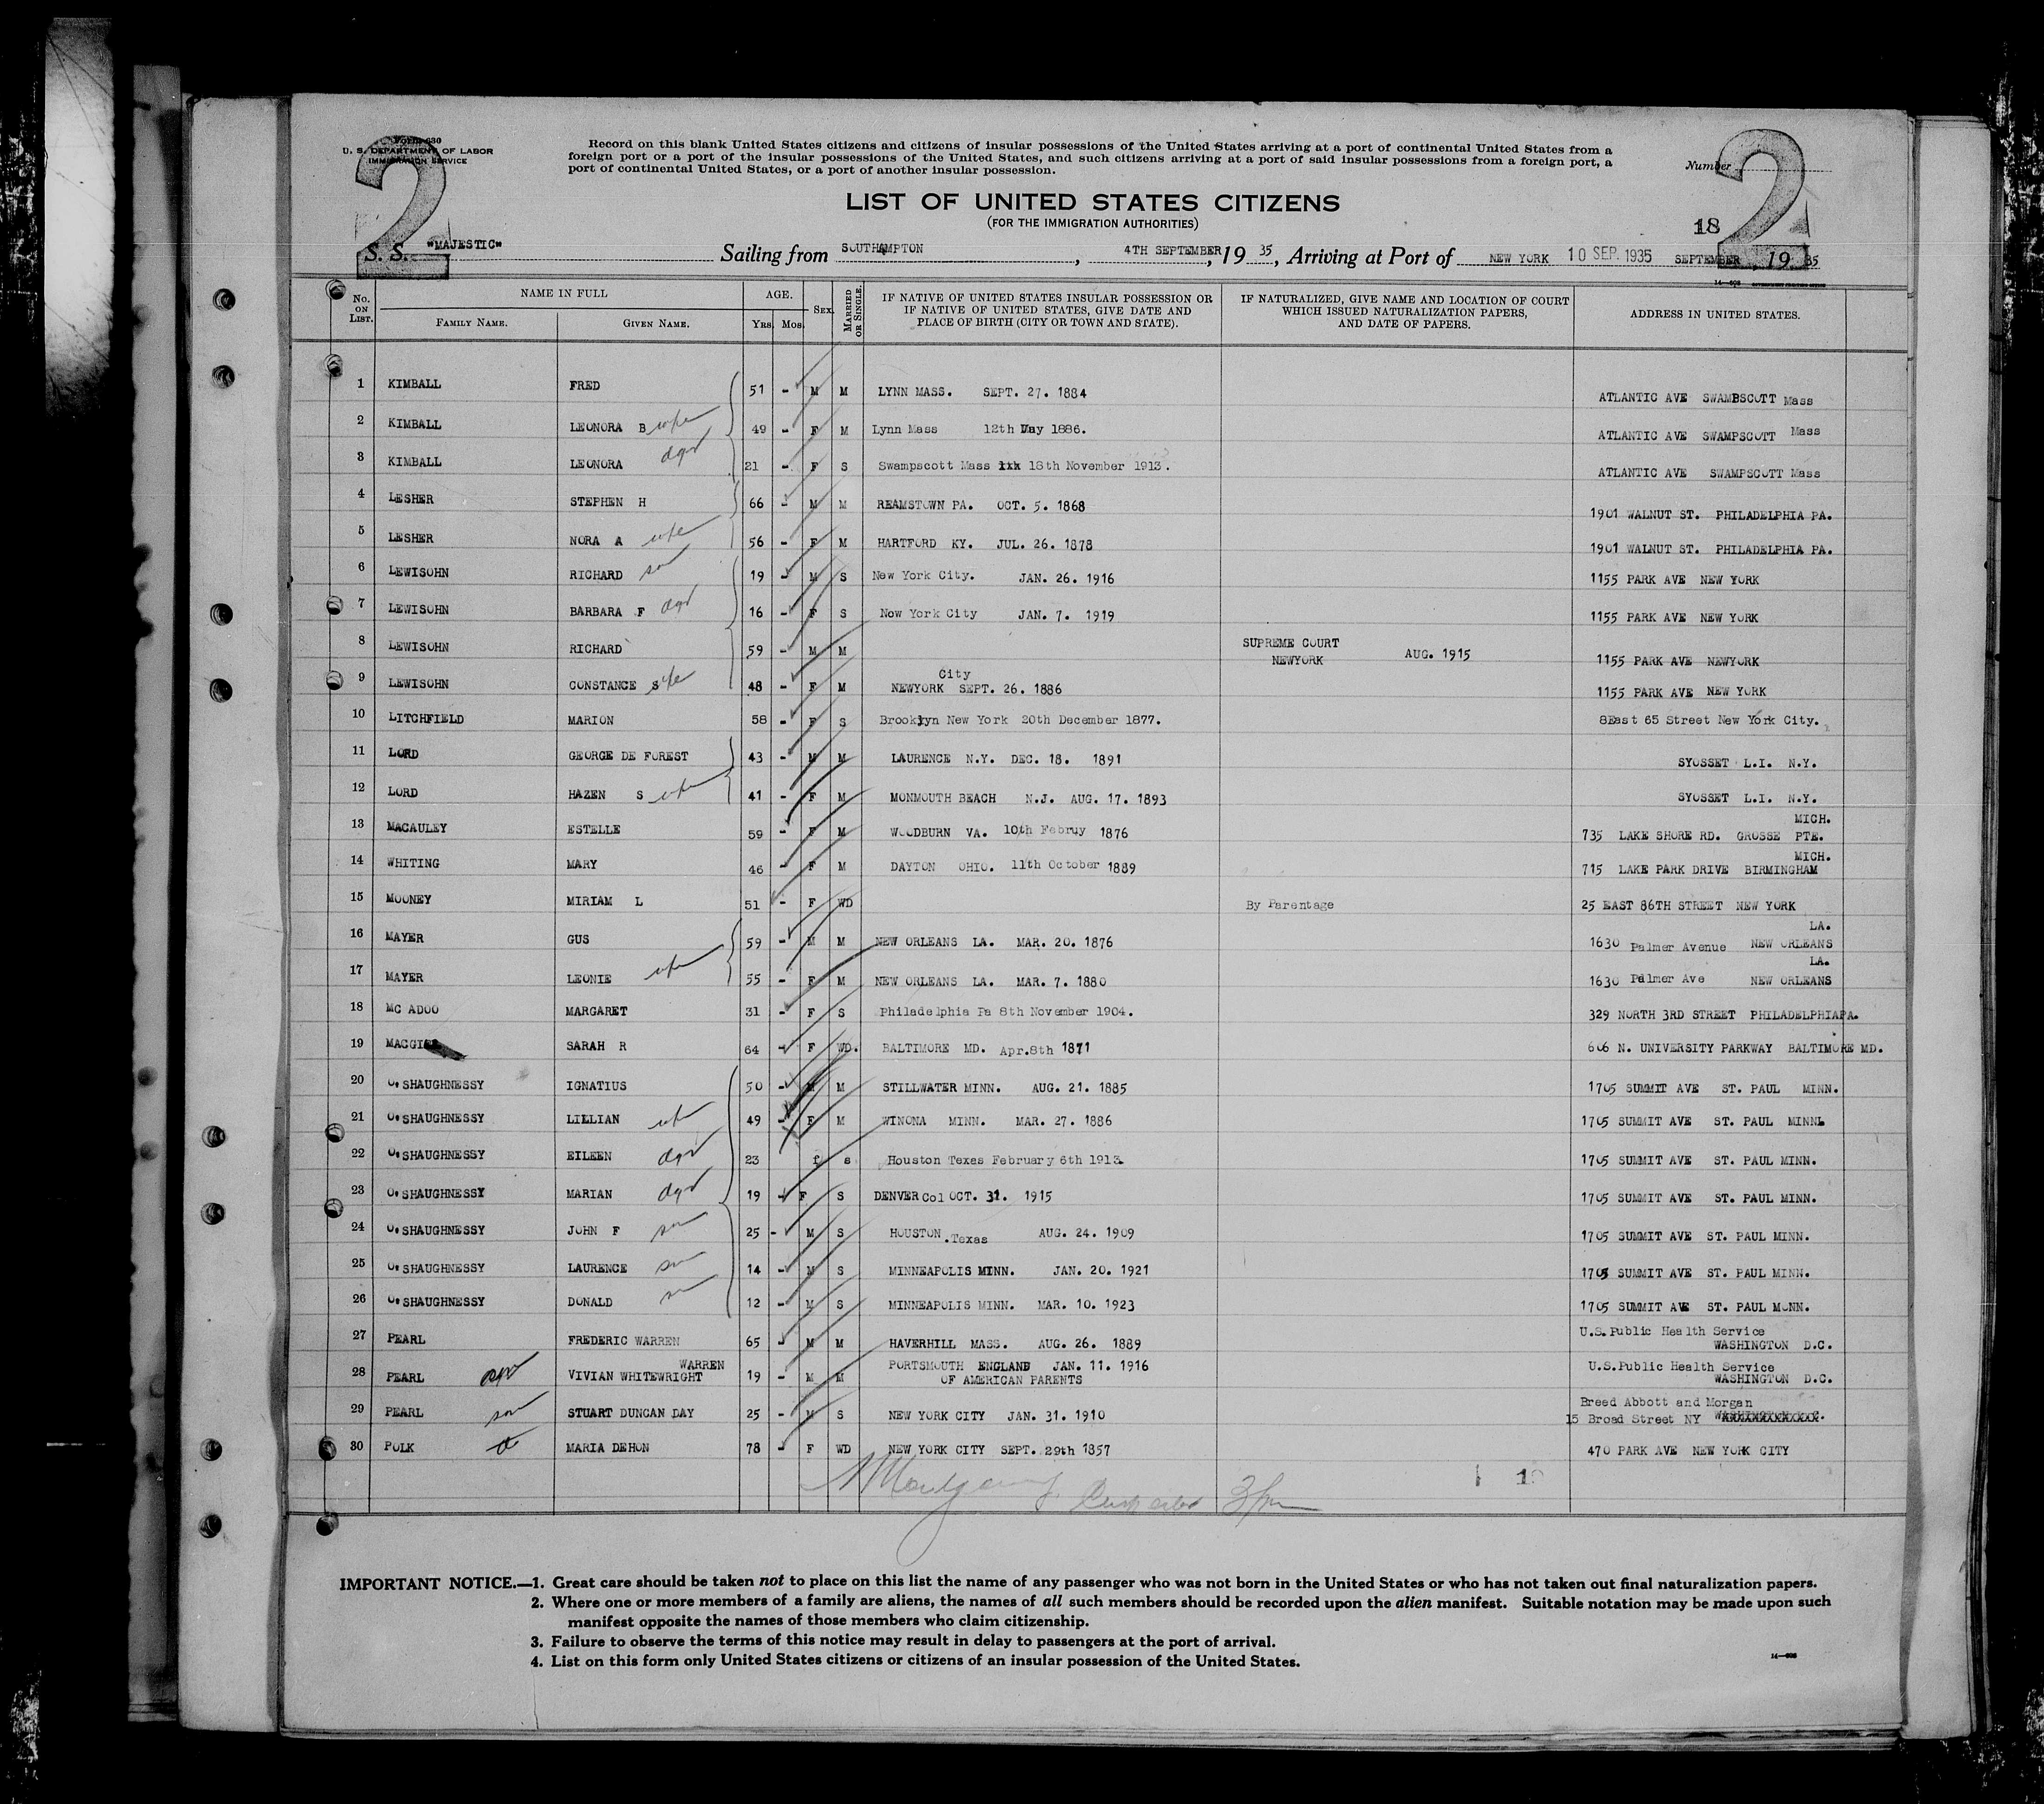 2 2
FORM 630
U. S. DEPARTMENT OF LABOR
IMMIGRATION SERVICE
Record on this blank United States citizens and citizens of insular possessions of the United States arriving at a port of continental United States from a
foreign port or a port of the insular possessions of the United States, and such citizens arriving at a port of said insular possessions from a foreign port, a
port of continental United States, or a port of another insular possession.
Number
LIST OF UNITED STATES CITIZENS
(FOR THE IMMIGRATION AUTHORITIES)
18
S. S. "MAJESTIC" Sailing from SOUTHAMPTON, 4TH SEPTEMBER, 19 35, Arriving at Port of NEW YORK 10 SEP. 1935 SEPTEMBER, 19 35
No. ON LIST. NAME IN FULL AGE. SEX. MARRIED OR SINGLE. IF NATIVE OF UNITED STATES INSULAR POSSESSION OR IF NATIVE OF UNITED STATES, GIVE DATE AND PLACE OF BIRTH (CITY OR TOWN AND STATE). IF NATURALIZED, GIVE NAME AND LOCATION OF COURT WHICH ISSUED NATURALIZATION PAPERS, AND DATE OF PAPERS. ADDRESS IN UNITED STATES.
FAMILY NAME. GIVEN NAME. YRS. MOS.
1 KIMBALL FRED 51 - M M LYNN MASS. SEPT. 27. 1884 ATLANTIC AVE SWAMBSCOTT Mass
2 KIMBALL LEONORA B wife 49 - F M Lynn Mass 12th May 1886. ATLANTIC AVE SWAMPSCOTT Mass
3 KIMBALL LEONORA dgr 21 - F S Swampscott Mass 18th November 1913. ATLANTIC AVE SWAMPSCOTT Mass
4 LESHER STEPHEN H 66 - M M REAMSTOWN PA. OCT. 5. 1868 1901 WALNUT ST. PHILADELPHIA PA.
5 LESHER NORA A wife 56 - F M HARTFORD KY. JUL. 26. 1878 1901 WALNUT ST. PHILADELPHIA PA.
6 LEWISOHN RICHARD son 19 - M S New York City. JAN. 26. 1916 1155 PARK AVE NEW YORK
7 LEWISOHN BARBARA F dgr 16 - F S Now York City JAN. 7. 1919 1155 PARK AVE NEW YORK
8 LEWISOHN RICHARD 59 - M M SUPREME COURT NEWYORK AUG. 1915 1155 PARK AVE NEWYORK
9 LEWISOHN CONSTANCE S wfe 48 - F M NEWYORK City SEPT. 26. 1886 1155 PARK AVE NEW YORK
10 LITCHFIELD MARION 58 - F S Brooklyn New York 20th December 1877. 8East 65 Street New York City.
11 LORD GEORGE DE FOREST 43 - M M LAURENCE N.Y. DEC. 18. 1891 SYOSSET L.I. N.Y.
12 LORD HAZEN S wfe 41 - F M MONMOUTH BEACH N.J. AUG. 17. 1893 SYOSSET L.I. N.Y.
13 MACAULEY ESTELLE 59 - F M WOODBURN VA. 10th Februy 1876 735 LAKE SHORE RD. GROSSE PTE. MICH.
14 WHITING MARY 46 - F M DAYTON OHIO. 11th October 1889 715 LAKE PARK DRIVE BIRMINGHAM MICH.
15 MOONEY MIRIAM L 51 - F WD By Parentage 25 EAST 86TH STREET NEW YORK
16 MAYER GUS 59 - M M NEW ORLEANS LA. MAR. 20. 1876 1630 Palmer Avenue NEW ORLEANS LA.
17 MAYER LEONIE wfe 55 - F M NEW ORLEANS LA. MAR. 7. 1880 1630 Palmer Ave NEW ORLEANS LA.
18 MC ADOO MARGARET 31 - F S Philadelphia Pa 8th November 1904. 329 NORTH 3RD STREET PHILADELPHIAPA.
19 SARAH R 64 - F WD. BALTIMORE MD. Apr.8th 1871 606 N. UNIVERSITY PARKWAY BALTIMORE MD.
20 O'SHAUGHNESSY IGNATIUS 50 - M M STILLWATER MINN. AUG. 21. 1885 1705 SUMMIT AVE ST. PAUL MINN.
21 O'SHAUGHNESSY LILLIAN wfe 49 - F M WINONA MINN. MAR. 27. 1886 1705 SUMMIT AVE ST. PAUL MINNL
22 O'SHAUGHNESSY EILEEN dgr 23 f s Houston Texas February 6th 1913. 1705 SUMMIT AVE ST. PAUL MINN.
23 O'SHAUGHNESSY MARIAN dgr 19 - F S DENVER Col OCT. 31. 1915 1705 SUMMIT AVE ST. PAUL MINN.
24 O'SHAUGHNESSY JOHN F son 25 - M S HOUSTON .Texas AUG. 24. 1909 1705 SUMMIT AVE ST. PAUL MINN.
25 O'SHAUGHNESSY LAURENCE son 14 - M S MINNEAPOLIS MINN. JAN. 20. 1921 1705 SUMMIT AVE ST. PAUL MINN.
26 O'SHAUGHNESSY DONALD son 12 - M S MINNEAPOLIS MINN. MAR. 10. 1923 1705 SUMMIT AVE ST. PAUL MONN.
27 PEARL FREDERIC WARREN 65 - M M HAVERHILL MASS. AUG. 26. 1889 U.S.Public Health Service WASHINGTON D.C.
28 PEARL VIVIAN WHITEWRIGHT WARREN 19 - M M PORTSMOUTH ENGLAND JAN. 11. 1916 OF AMERICAN PARENTS U.S.Public Health Service WASHINGTON D.C.
29 PEARL son STUART DUNCAN DAY 25 - M S NEW YORK CITY JAN. 31. 1910 Breed Abbott and Morgan 15 Broad Street NY
30 POLK MARIA DEHON 78 - F WD NEW YORK CITY SEPT. 29th 1857 470 PARK AVE NEW YORK CITY
IMPORTANT NOTICE.—1. Great care should be taken not to place on this list the name of any passenger who was not born in the United States or who has not taken out final naturalization papers.
2. Where one or more members of a family are aliens, the names of all such members should be recorded upon the alien manifest. Suitable notation may be made upon such
manifest opposite the names of those members who claim citizenship.
3. Failure to observe the terms of this notice may result in delay to passengers at the port of arrival.
4. List on this form only United States citizens or citizens of an insular possession of the United States.